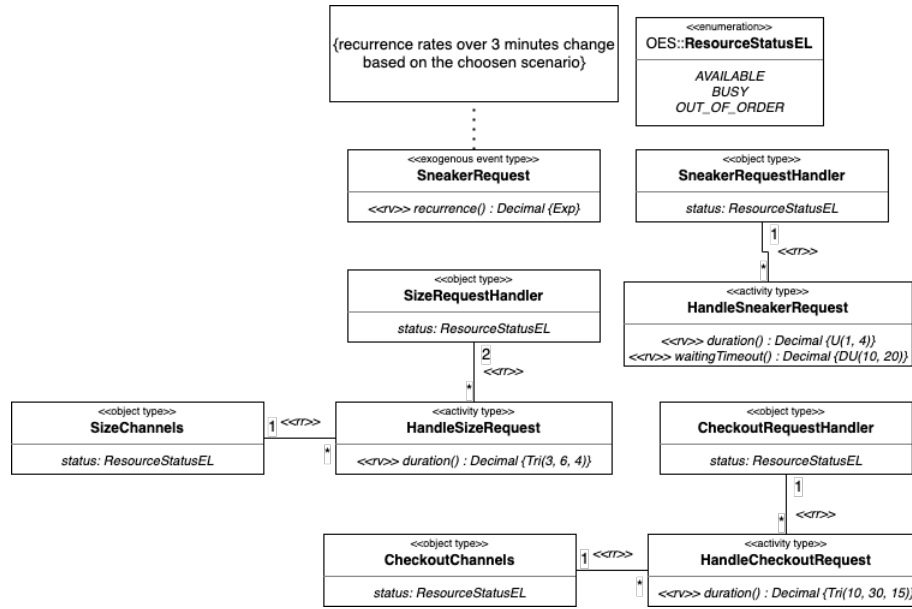 {recurrence rates over 3 minutes change
based on the choosen scenario}
<<enumeration>>
OES::ResourceStatusEL
AVAILABLE
BUSY
OUT_OF_ORDER
<<exogenous event type>>
SneakerRequest
<<rv>> recurrence() : Decimal {Exp}
<<object type>>
SneakerRequestHandler
status: ResourceStatusEL
1
<<rr>>
*
<<object type>>
SizeRequestHandler
status: ResourceStatusEL
2
<<rr>>
*
<<activity type>>
HandleSneakerRequest
<<rv>> duration() : Decimal {U(1, 4)}
<<rv>> waitingTimeout() : Decimal {DU(10, 20)}
<<object type>>
SizeChannels
status: ResourceStatusEL
1 <<rr>>
*
<<activity type>>
HandleSizeRequest
<<rv>> duration() : Decimal {Tri(3, 6, 4)}
<<object type>>
CheckoutRequestHandler
status: ResourceStatusEL
1
<<rr>>
*
<<object type>>
CheckoutChannels
status: ResourceStatusEL
1 <<rr>>
*
<<activity type>>
HandleCheckoutRequest
<<rv>> duration() : Decimal {Tri(10, 30, 15)}